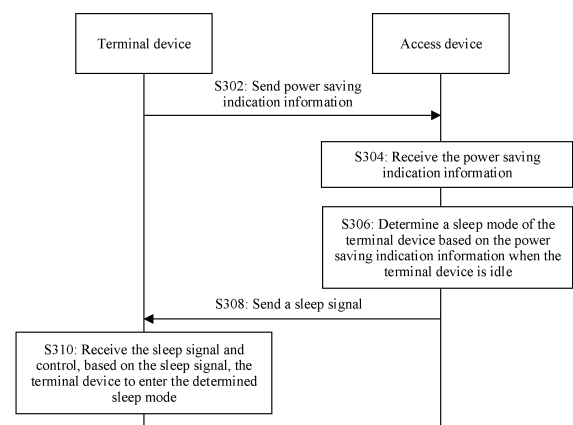 Terminal device
Access device
S302: Send power saving
indication information
S304: Receive the power saving
indication information
S306: Determine a sleep mode of the
terminal device based on the power
saving indication information when the
terminal device is idle
S308: Send a sleep signal
S310: Receive the sleep signal and
control, based on the sleep signal, the
terminal device to enter the determined
sleep mode